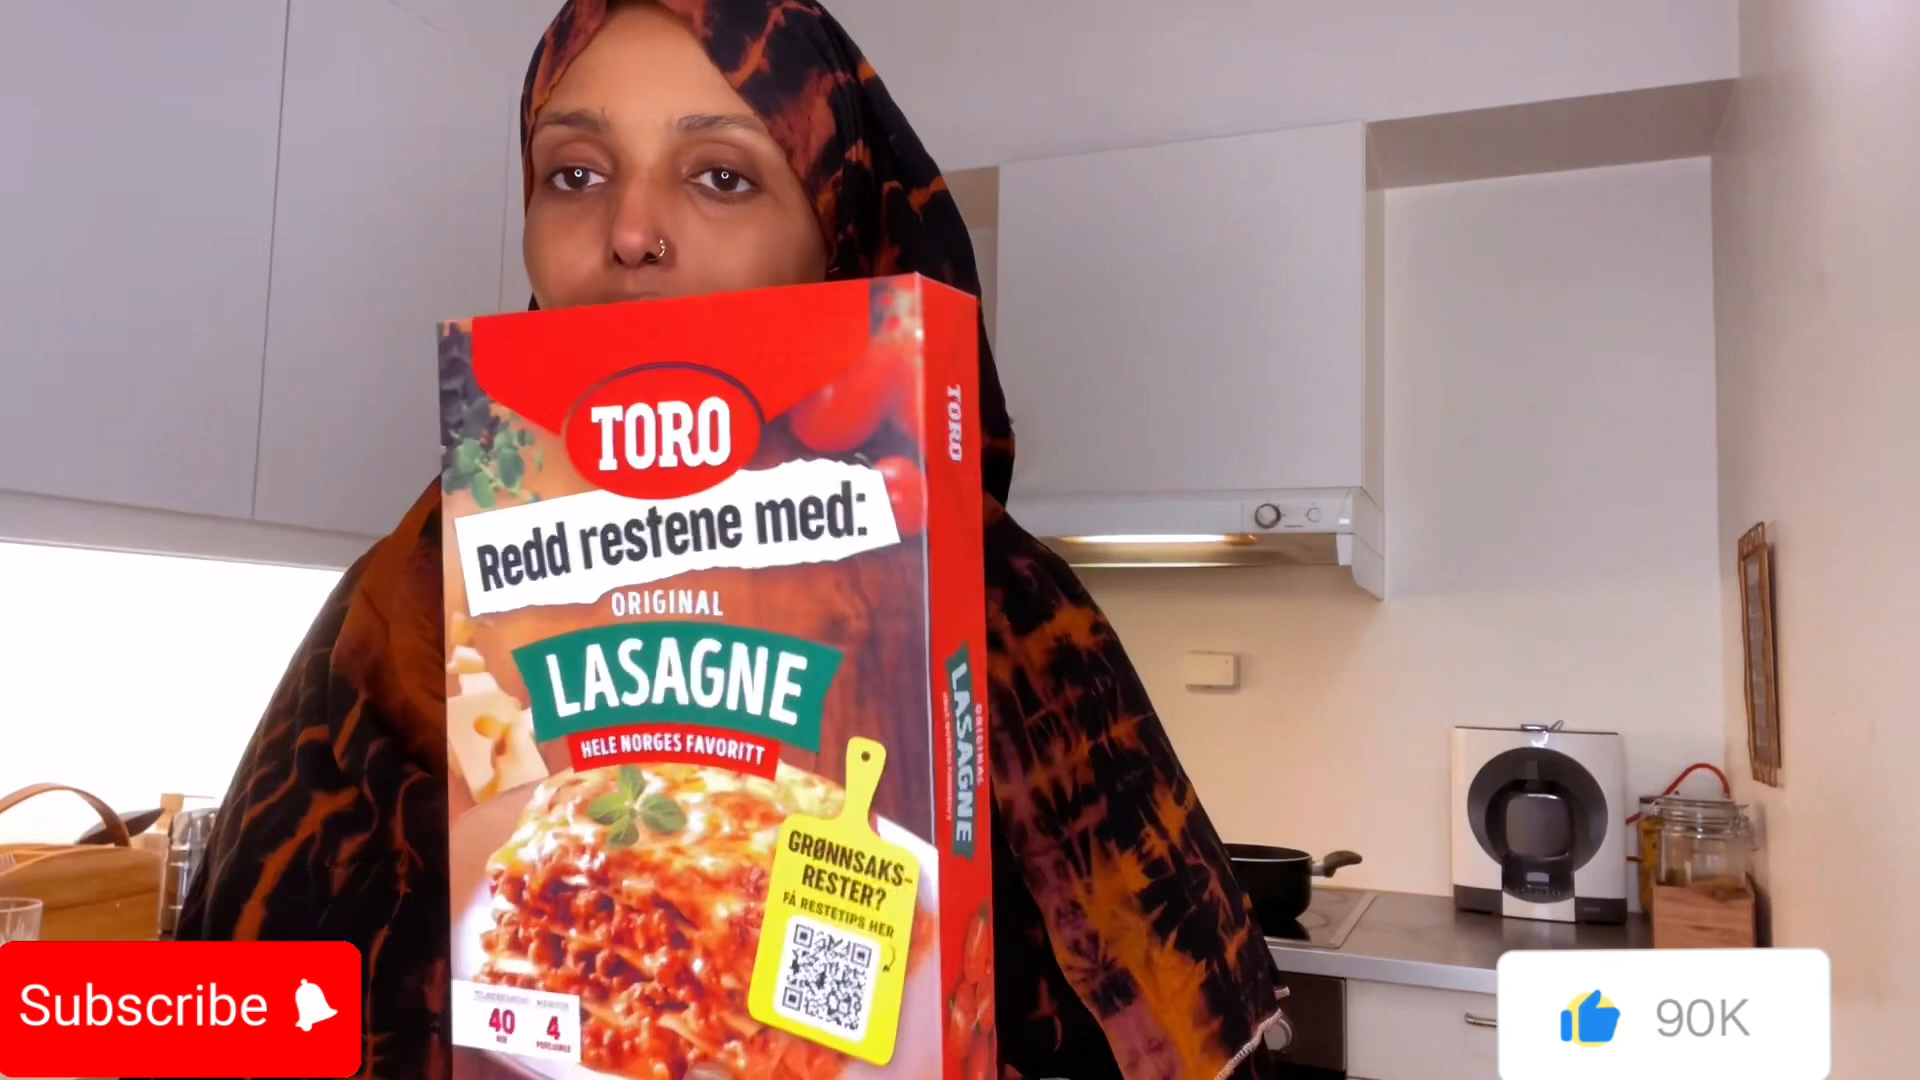 TORO
Redd restene med:
ORIGINAL
LASAGNE
HELE NORGES FAVORITT
GRØNNSAKS-
RESTER?
FÅ RESTETIPS HER
40
4
TORO
ORIGINAL
LASAGNE
Subscribe
90K